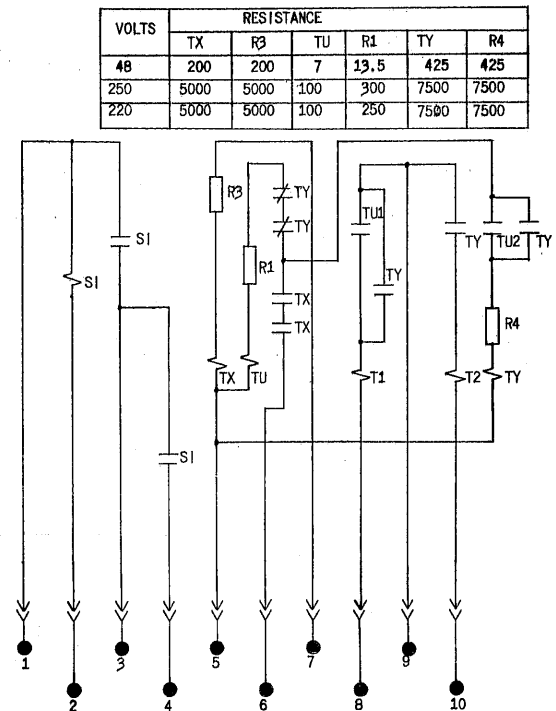 VOLTS RESISTANCE
TX R3 TU R1 TY R4
48 200 200 7 13.5 425 425
250 5000 5000 100 300 7500 7500
220 5000 5000 100 250 7500 7500
R3 TY
TU1
SI TY TY TU2 TY
SI R1 TY
TX
TX R4
TX TU T1 T2 TY
SI
1 3 5 7 9
2 4 6 8 10